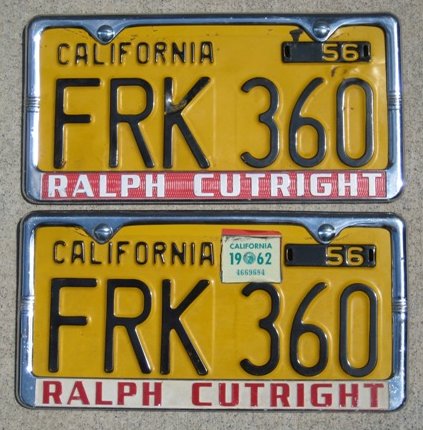 CALIFORNIA 56
FRK 360
RALPH CUTRIGHT
CALIFORNIA
19 62
4669694
CALIFORNIA 56
FRK 360
RALPH CUTRIGHT